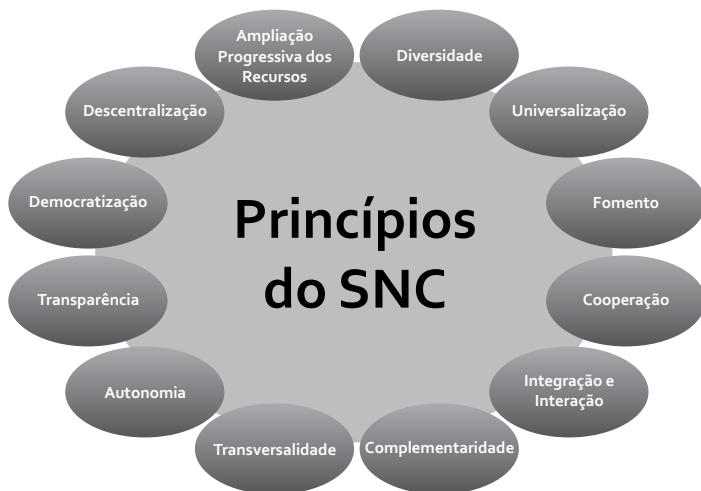 Princípios
do SNC
Diversidade
Universalização
Fomento
Cooperação
Integração e
Interação
Complementaridade
Transversalidade
Autonomia
Transparência
Democratização
Descentralização
Ampliação
Progressiva dos
Recursos